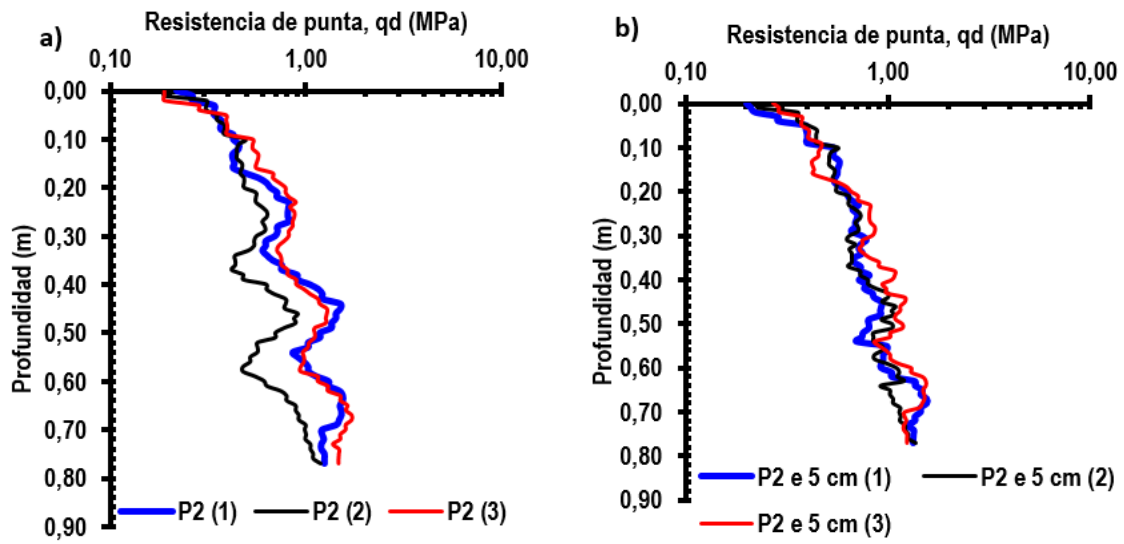 a)
Resistencia de punta, qd (MPa)
0,10 1,00 10,00
0,00
0,10
0,20
0,30
0,40
0,50
0,60
0,70
0,80
0,90
Profundidad (m)
P2 (1) P2 (2) P2 (3)
b)
Resistencia de punta, qd (MPa)
0,10 1,00 10,00
0,00
0,10
0,20
0,30
0,40
0,50
0,60
0,70
0,80
0,90
Profundidad (m)
P2 e 5 cm (1) P2 e 5 cm (2)
P2 e 5 cm (3)